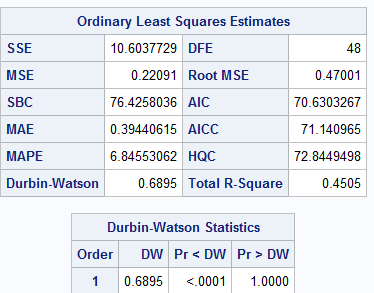 Ordinary Least Squares Estimates
SSE 10.6037729 DFE 48
MSE 0.22091 Root MSE 0.47001
SBC 76.4258036 AIC 70.6303267
MAE 0.39440615 AICC 71.140965
MAPE 6.84553062 HQC 72.8449498
Durbin-Watson 0.6895 Total R-Square 0.4505
Durbin-Watson Statistics
Order DW Pr < DW Pr > DW
1 0.6895 <.0001 1.0000